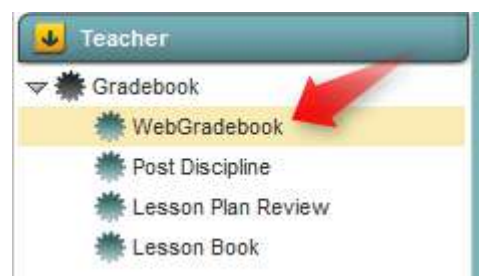 Teacher
Gradebook
WebGradebook
Post Discipline
Lesson Plan Review
Lesson Book